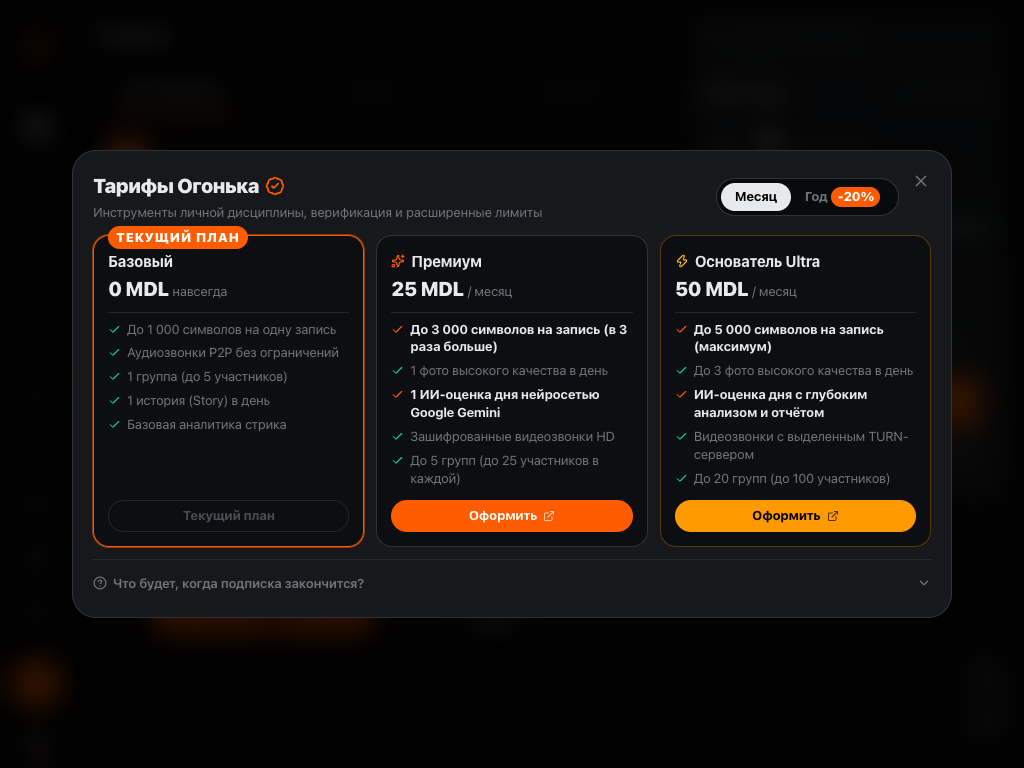 Тарифы Огонька
Инструменты личной дисциплины, верификация и расширенные лимиты
Месяц
Год -20%
ТЕКУЩИЙ ПЛАН
Базовый
0 MDL навсегда
До 1 000 символов на одну запись
Аудиозвонки P2P без ограничений
1 группа (до 5 участников)
1 история (Story) в день
Базовая аналитика стрика
Текущий план
Премиум
25 MDL / месяц
До 3 000 символов на запись (в 3
раза больше)
1 фото высокого качества в день
1 ИИ-оценка дня нейросетью
Google Gemini
Зашифрованные видеозвонки HD
До 5 групп (до 25 участников в
каждой)
Оформить
Основатель Ultra
50 MDL / месяц
До 5 000 символов на запись
(максимум)
До 3 фото высокого качества в день
ИИ-оценка дня с глубоким
анализом и отчётом
Видеозвонки с выделенным TURN-
сервером
До 20 групп (до 100 участников)
Оформить
Что будет, когда подписка закончится?